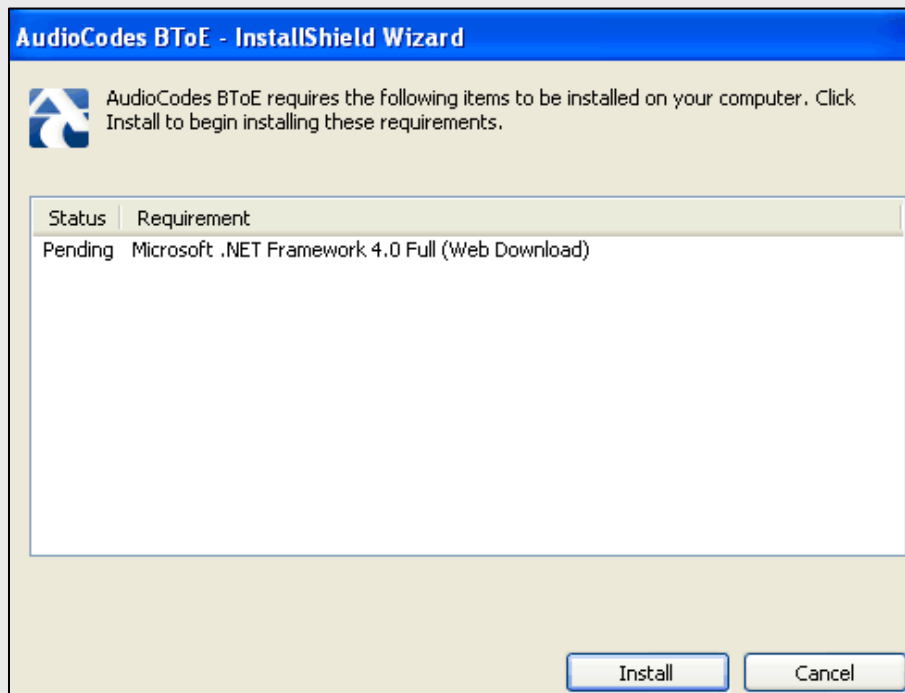 AudioCodes BToE - InstallShield Wizard
AudioCodes BToE requires the following items to be installed on your computer. Click
Install to begin installing these requirements.
Status Requirement
Pending Microsoft .NET Framework 4.0 Full (Web Download)
Install Cancel